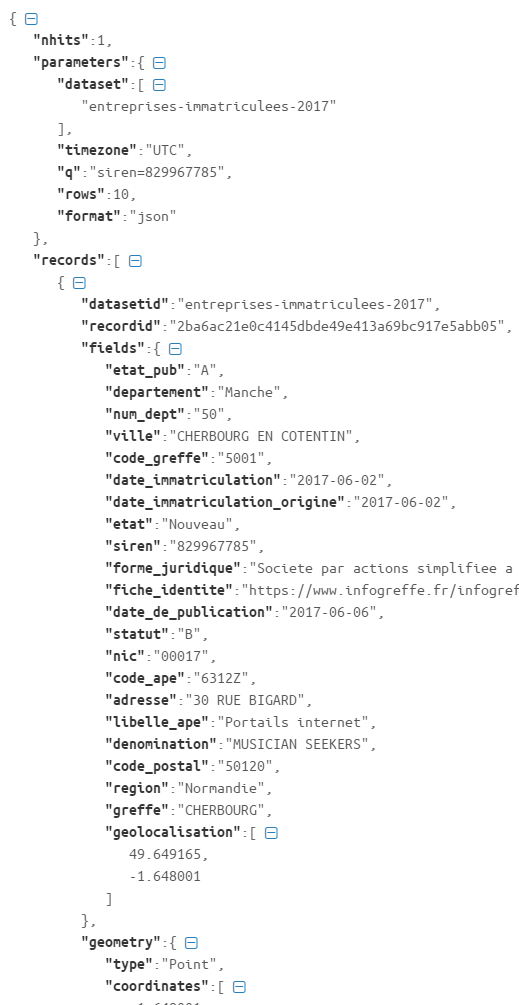 {
"nhits":1,
"parameters":{
"dataset":[
"entreprises-immatriculees-2017"
],
"timezone":"UTC",
"q":"siren=829967785",
"rows":10,
"format":"json"
},
"records":[
{
"datasetid":"entreprises-immatriculees-2017",
"recordid":"2ba6ac21e0c4145dbde49e413a69bc917e5abb05",
"fields":{
"etat_pub":"A",
"departement":"Manche",
"num_dept":"50",
"ville":"CHERBOURG EN COTENTIN",
"code_greffe":"5001",
"date_immatriculation":"2017-06-02",
"date_immatriculation_origine":"2017-06-02",
"etat":"Nouveau",
"siren":"829967785",
"forme_juridique":"Societe par actions simplifiee a
"fiche_identite":"https://www.infogreffe.fr/infogref
"date_de_publication":"2017-06-06",
"statut":"B",
"nic":"00017",
"code_ape":"6312Z",
"adresse":"30 RUE BIGARD",
"libelle_ape":"Portails internet",
"denomination":"MUSICIAN SEEKERS",
"code_postal":"50120",
"region":"Normandie",
"greffe":"CHERBOURG",
"geolocalisation":[
49.649165,
-1.648001
]
},
"geometry":{
"type":"Point",
"coordinates":[